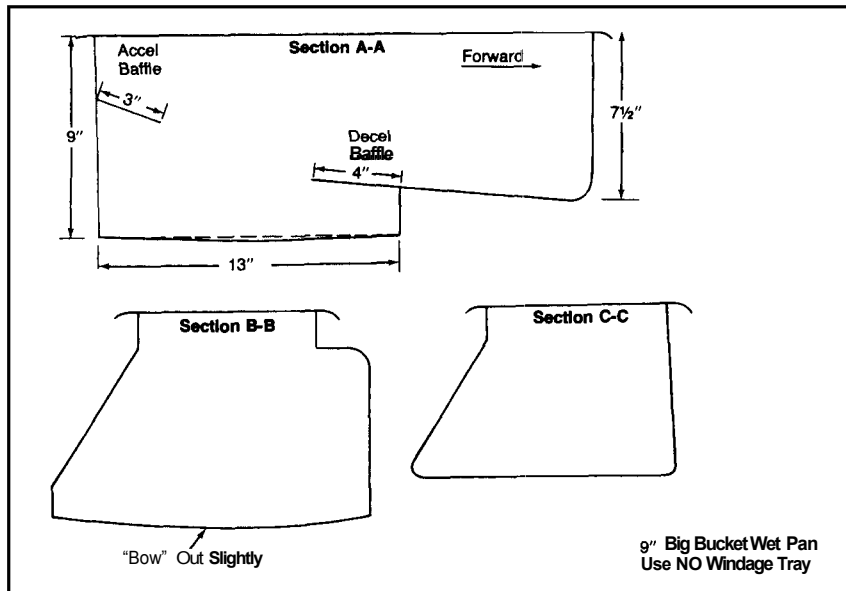 Section A-A
Accel
Baffle
Forward
3"
9"
7½"
Decel
Baffle
4"
13"
Section B-B
Section C-C
"Bow" Out Slightly
9" Big Bucket Wet Pan
Use NO Windage Tray